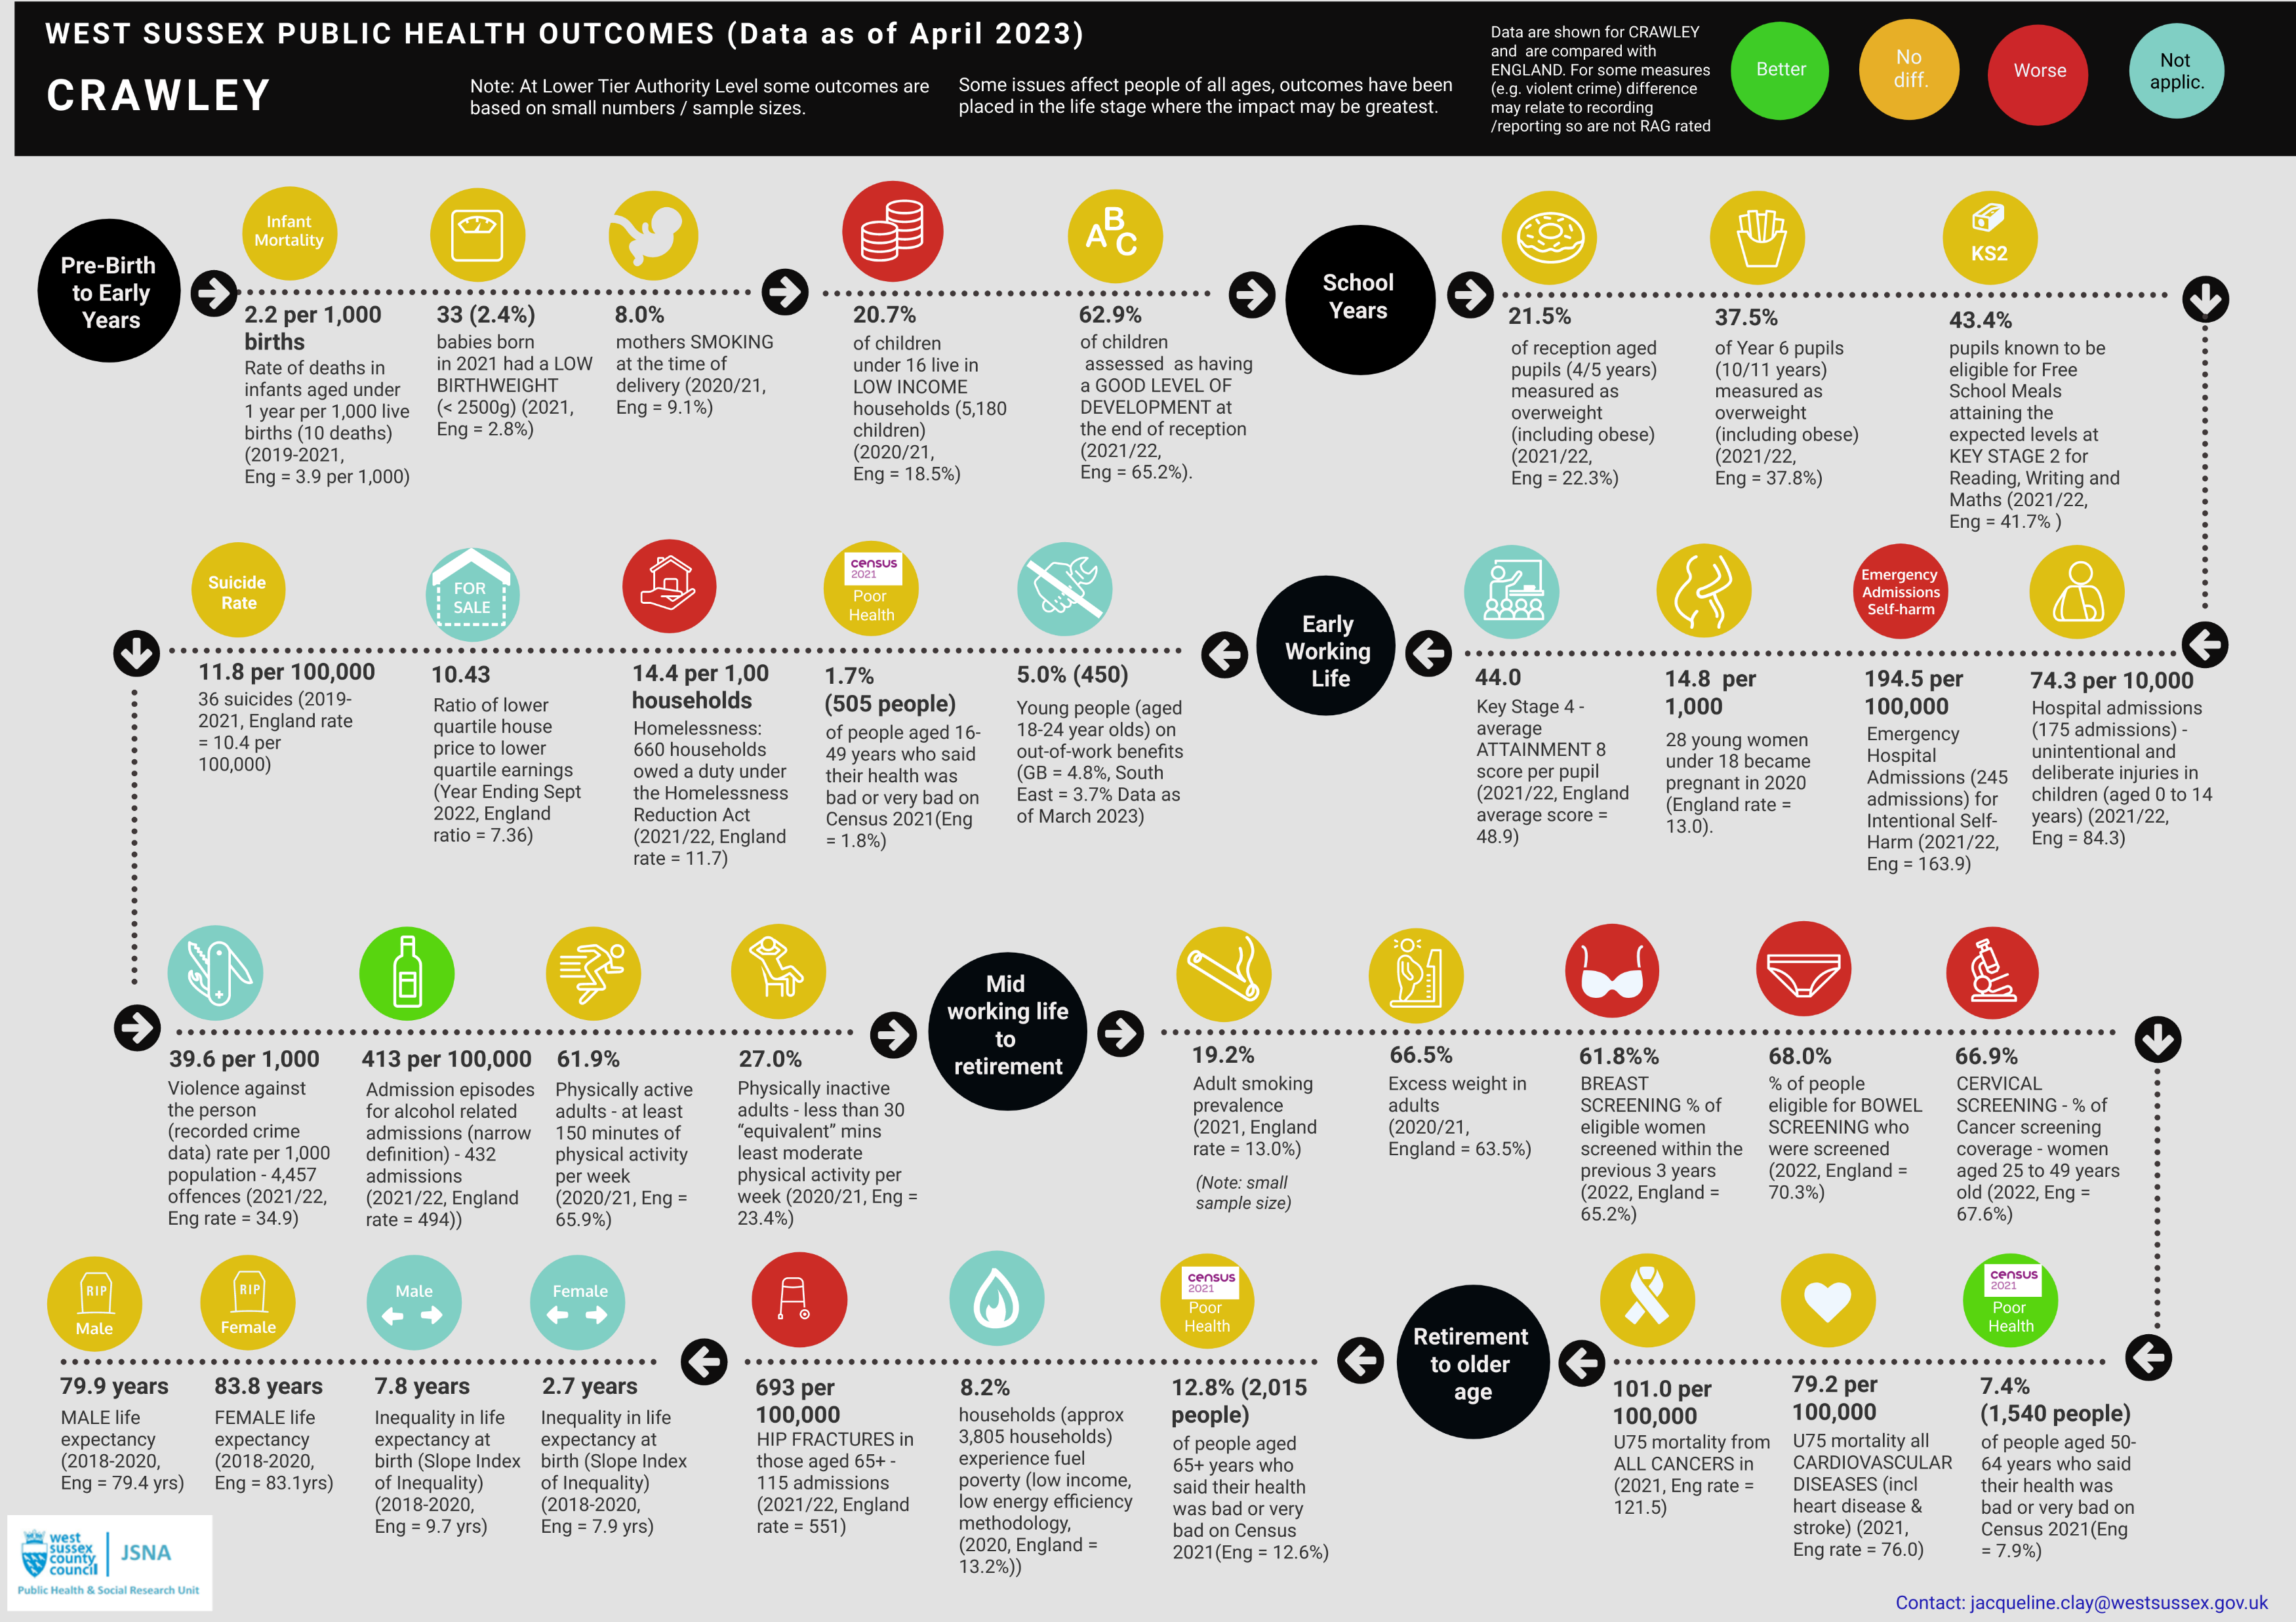 WEST SUSSEX PUBLIC HEALTH OUTCOMES (Data as of April 2023)
CRAWLEY
Note: At Lower Tier Authority Level some outcomes are
based on small numbers / sample sizes.
Some issues affect people of all ages, outcomes have been
placed in the life stage where the impact may be greatest.
Data are shown for CRAWLEY
and are compared with
ENGLAND. For some measures
(e.g. violent crime) difference
may relate to recording
/reporting so are not RAG rated
Better
No
diff.
Worse
Not
applic.
Pre-Birth
to Early
Years
Infant
Mortality
2.2 per 1,000
births
Rate of deaths in
infants aged under
1 year per 1,000 live
births (10 deaths)
(2019-2021,
Eng = 3.9 per 1,000)
33 (2.4%)
babies born
in 2021 had a LOW
BIRTHWEIGHT
(< 2500g) (2021,
Eng = 2.8%)
8.0%
mothers SMOKING
at the time of
delivery (2020/21,
Eng = 9.1%)
20.7%
of children
under 16 live in
LOW INCOME
households (5,180
children)
(2020/21,
Eng = 18.5%)
A B C
62.9%
of children
assessed as having
a GOOD LEVEL OF
DEVELOPMENT at
the end of reception
(2021/22,
Eng = 65.2%).
School
Years
21.5%
of reception aged
pupils (4/5 years)
measured as
overweight
(including obese)
(2021/22,
Eng = 22.3%)
37.5%
of Year 6 pupils
(10/11 years)
measured as
overweight
(including obese)
(2021/22,
Eng = 37.8%)
KS2
43.4%
pupils known to be
eligible for Free
School Meals
attaining the
expected levels at
KEY STAGE 2 for
Reading, Writing and
Maths (2021/22,
Eng = 41.7% )
Suicide
Rate
11.8 per 100,000
36 suicides (2019-
2021, England rate
= 10.4 per
100,000)
FOR
SALE
10.43
Ratio of lower
quartile house
price to lower
quartile earnings
(Year Ending Sept
2022, England
ratio = 7.36)
14.4 per 1,00
households
Homelessness:
660 households
owed a duty under
the Homelessness
Reduction Act
(2021/22, England
rate = 11.7)
census
2021
Poor
Health
1.7%
(505 people)
of people aged 16-
49 years who said
their health was
bad or very bad on
Census 2021(Eng
= 1.8%)
5.0% (450)
Young people (aged
18-24 year olds) on
out-of-work benefits
(GB = 4.8%, South
East = 3.7% Data as
of March 2023)
Early
Working
Life
44.0
Key Stage 4 -
average
ATTAINMENT 8
score per pupil
(2021/22, England
average score =
48.9)
14.8 per
1,000
28 young women
under 18 became
pregnant in 2020
(England rate =
13.0).
Emergency
Admissions
Self-harm
194.5 per
100,000
Emergency
Hospital
Admissions (245
admissions) for
Intentional Self-
Harm (2021/22,
Eng = 163.9)
74.3 per 10,000
Hospital admissions
(175 admissions) -
unintentional and
deliberate injuries in
children (aged 0 to 14
years) (2021/22,
Eng = 84.3)
39.6 per 1,000
Violence against
the person
(recorded crime
data) rate per 1,000
population - 4,457
offences (2021/22,
Eng rate = 34.9)
413 per 100,000
Admission episodes
for alcohol related
admissions (narrow
definition) - 432
admissions
(2021/22, England
rate = 494))
61.9%
Physically active
adults - at least
150 minutes of
physical activity
per week
(2020/21, Eng =
65.9%)
27.0%
Physically inactive
adults - less than 30
“equivalent” mins
least moderate
physical activity per
week (2020/21, Eng =
23.4%)
Mid
working life
to
retirement
19.2%
Adult smoking
prevalence
(2021, England
rate = 13.0%)
(Note: small
sample size)
66.5%
Excess weight in
adults
(2020/21,
England = 63.5%)
61.8%%
BREAST
SCREENING % of
eligible women
screened within the
previous 3 years
(2022, England =
65.2%)
68.0%
% of people
eligible for BOWEL
SCREENING who
were screened
(2022, England =
70.3%)
66.9%
CERVICAL
SCREENING - % of
Cancer screening
coverage - women
aged 25 to 49 years
old (2022, Eng =
67.6%)
RIP
Male
79.9 years
MALE life
expectancy
(2018-2020,
Eng = 79.4 yrs)
RIP
Female
83.8 years
FEMALE life
expectancy
(2018-2020,
Eng = 83.1yrs)
Male
7.8 years
Inequality in life
expectancy at
birth (Slope Index
of Inequality)
(2018-2020,
Eng = 9.7 yrs)
Female
2.7 years
Inequality in life
expectancy at
birth (Slope Index
of Inequality)
(2018-2020,
Eng = 7.9 yrs)
693 per
100,000
HIP FRACTURES in
those aged 65+ -
115 admissions
(2021/22, England
rate = 551)
8.2%
households (approx
3,805 households)
experience fuel
poverty (low income,
low energy efficiency
methodology,
(2020, England =
13.2%))
census
2021
Poor
Health
12.8% (2,015
people)
of people aged
65+ years who
said their health
was bad or very
bad on Census
2021(Eng = 12.6%)
Retirement
to older
age
101.0 per
100,000
U75 mortality from
ALL CANCERS in
(2021, Eng rate =
121.5)
79.2 per
100,000
U75 mortality all
CARDIOVASCULAR
DISEASES (incl
heart disease &
stroke) (2021,
Eng rate = 76.0)
census
2021
Poor
Health
7.4%
(1,540 people)
of people aged 50-
64 years who said
their health was
bad or very bad on
Census 2021(Eng
= 7.9%)
west
sussex
county
council
JSNA
Public Health & Social Research Unit
Contact: jacqueline.clay@westsussex.gov.uk